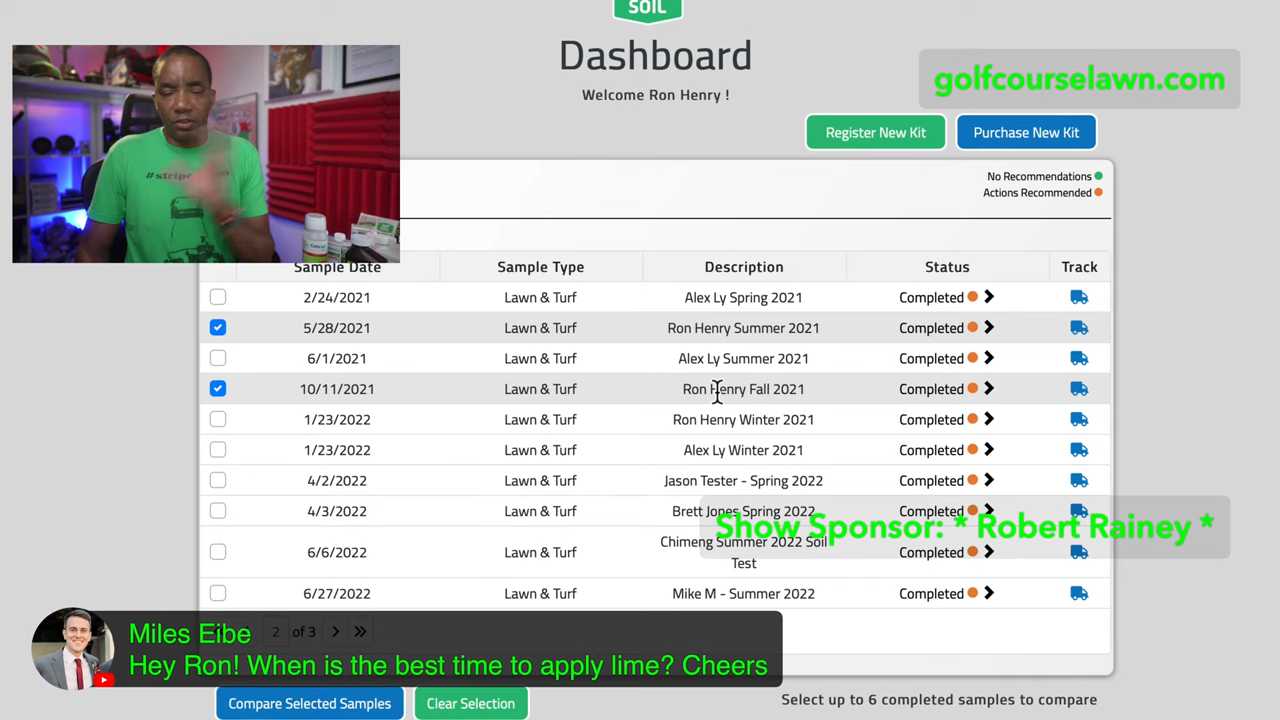 SOIL
Dashboard
Welcome Ron Henry !
golfcourselawn.com
Register New Kit
Purchase New Kit
No Recommendations
Actions Recommended
Sample Date Sample Type Description Status Track
2/24/2021 Lawn & Turf Alex Ly Spring 2021 Completed
5/28/2021 Lawn & Turf Ron Henry Summer 2021 Completed
6/1/2021 Lawn & Turf Alex Ly Summer 2021 Completed
10/11/2021 Lawn & Turf Ron Henry Fall 2021 Completed
1/23/2022 Lawn & Turf Ron Henry Winter 2021 Completed
1/23/2022 Lawn & Turf Alex Ly Winter 2021 Completed
4/2/2022 Lawn & Turf Jason Tester - Spring 2022 Completed
4/3/2022 Lawn & Turf Brett Jones Spring 2022 Completed
Show Sponsor: * Robert Rainey *
6/6/2022 Lawn & Turf Chimeng Summer 2022 Soil Test Completed
6/27/2022 Lawn & Turf Mike M - Summer 2022 Completed
2 of 3
Miles Eibe
Hey Ron! When is the best time to apply lime? Cheers
Compare Selected Samples
Clear Selection
Select up to 6 completed samples to compare